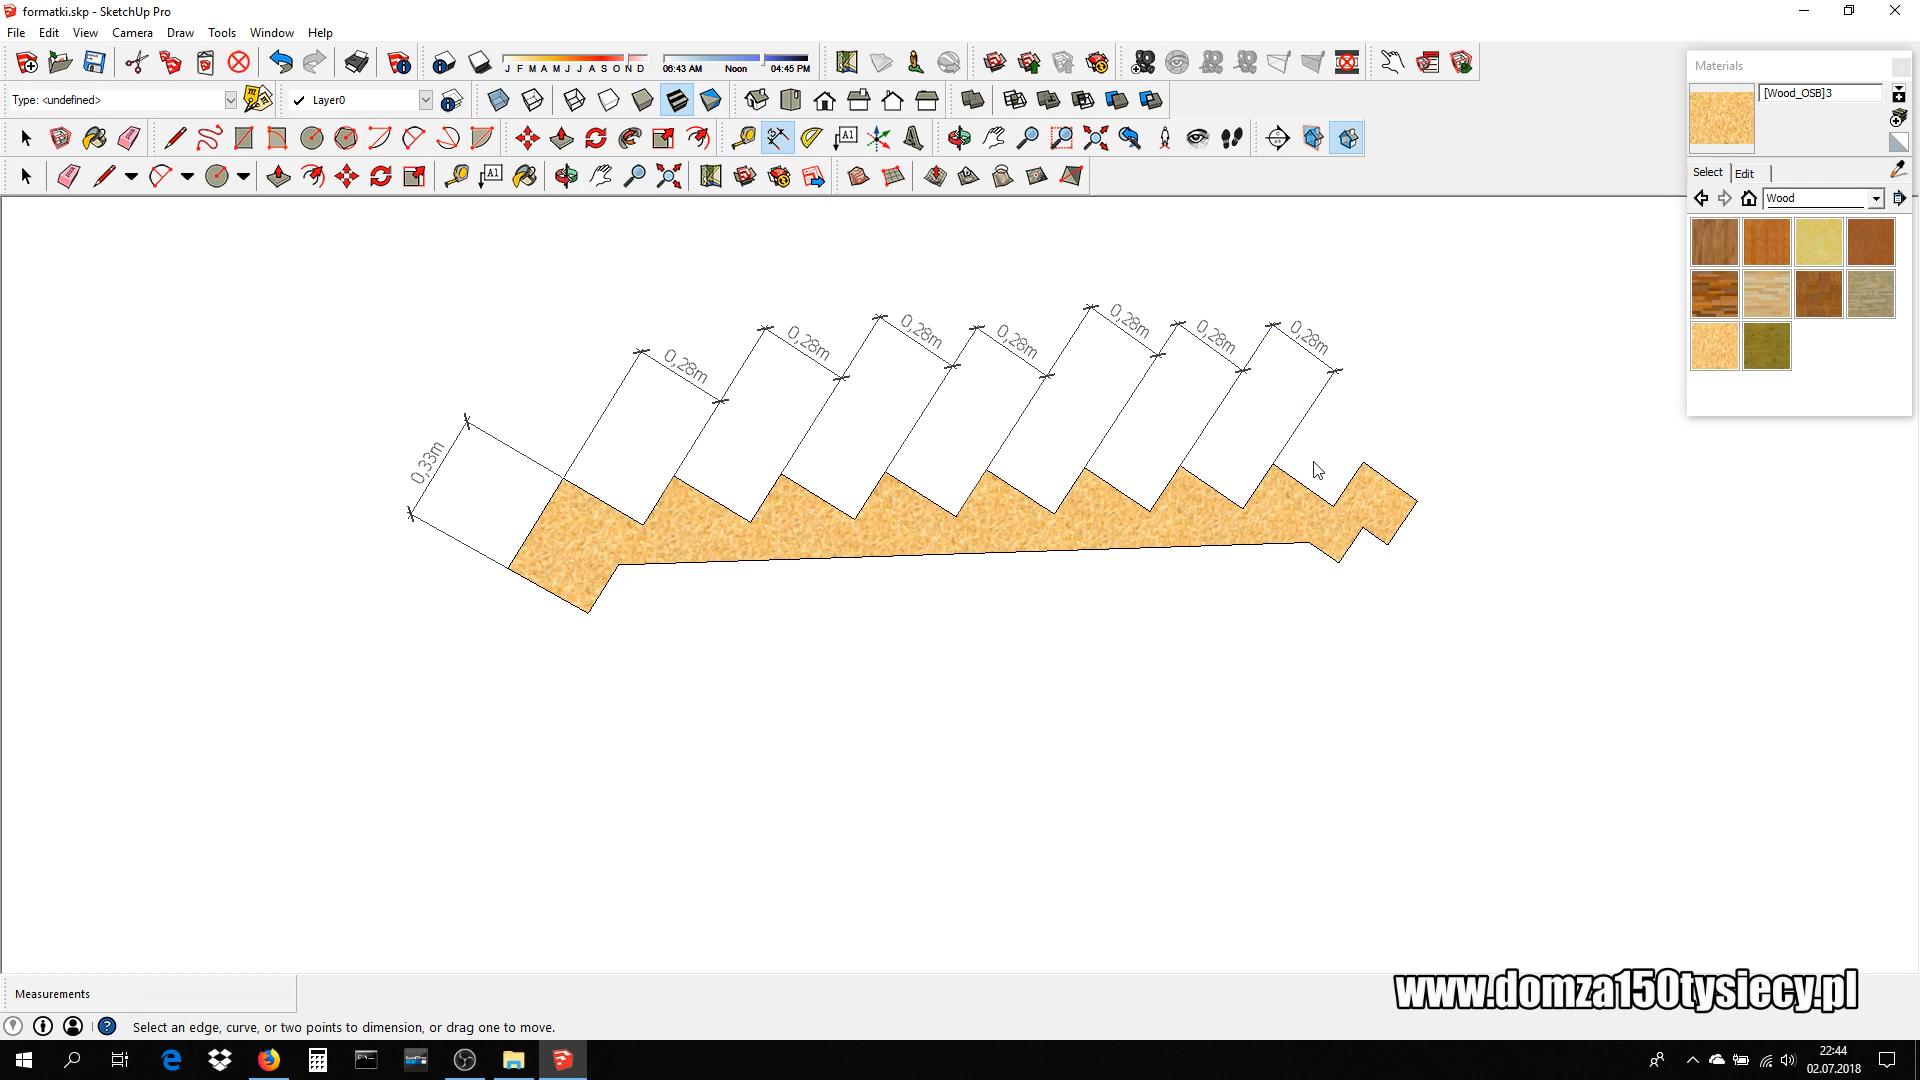 formatki.skp - SketchUp Pro
File Edit View Camera Draw Tools Window Help
J F M A M J J A S O N D 06:43 AM Noon 04:45 PM
Type: <undefined> Layer0
A1
A1
Materials
[Wood_OSB]3
Select Edit
Wood
0,33m
0,28m
0,28m
0,28m
0,28m
0,28m
0,28m
0,28m
www.domza150tysiecy.pl
Measurements
Select an edge, curve, or two points to dimension, or drag one to move.
22:44
02.07.2018